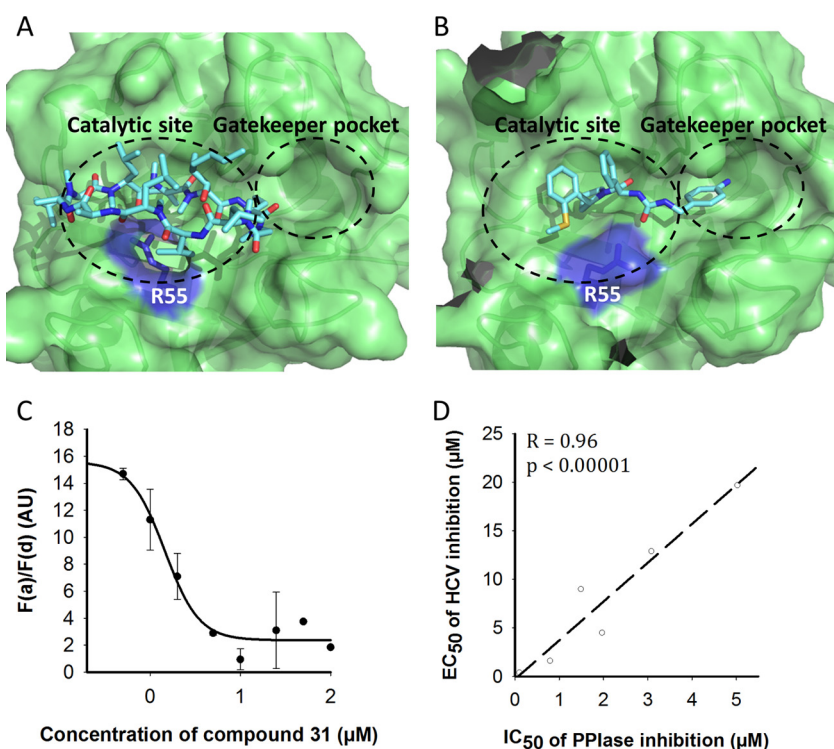 A
Catalytic site Gatekeeper pocket
R55
B
Catalytic site Gatekeeper pocket
R55
C
F(a)/F(d) (AU)
18
16
14
12
10
8
6
4
2
0
0 1 2
Concentration of compound 31 (µM)
D
EC50 of HCV inhibition (µM)
R = 0.96
p < 0.00001
25
20
15
10
5
0
0 1 2 3 4 5
IC50 of PPIase inhibition (µM)